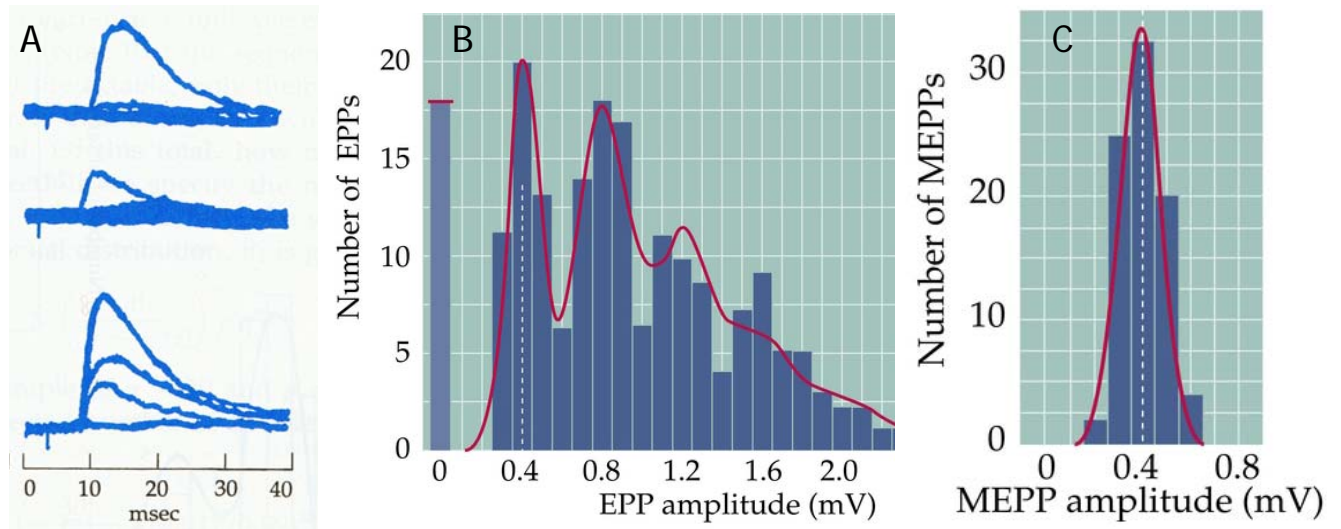 A
0 10 20 30 40
msec
B
Number of EPPs
20
15
10
5
0
0 0.4 0.8 1.2 1.6 2.0
EPP amplitude (mV)
C
Number of MEPPs
30
20
10
0
0 0.4 0.8
MEPP amplitude (mV)